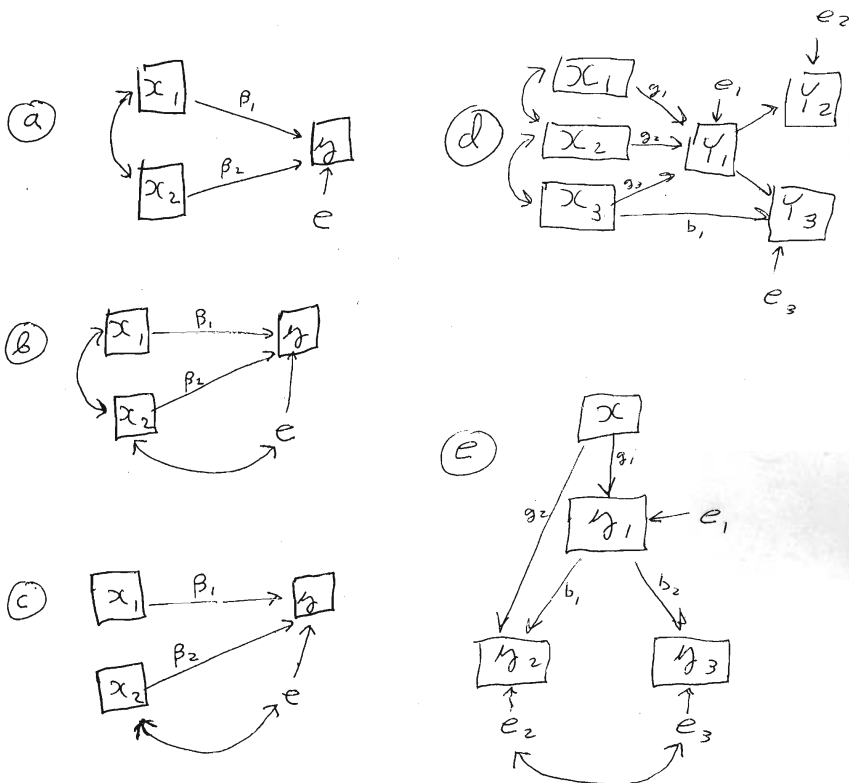 a
x₁
β₁
x₂
β₂
y
e
b
x₁
β₁
y
x₂
β₂
e
c
x₁
β₁
y
x₂
β₂
e
d
x₁
g₁
e₁
e₂
Y₂
x₂
g₂
Y₁
x₃
g₃
b₁
Y₃
e₃
e
x
g₁
g₂
y₁
e₁
b₁
b₂
y₂
y₃
e₂
e₃